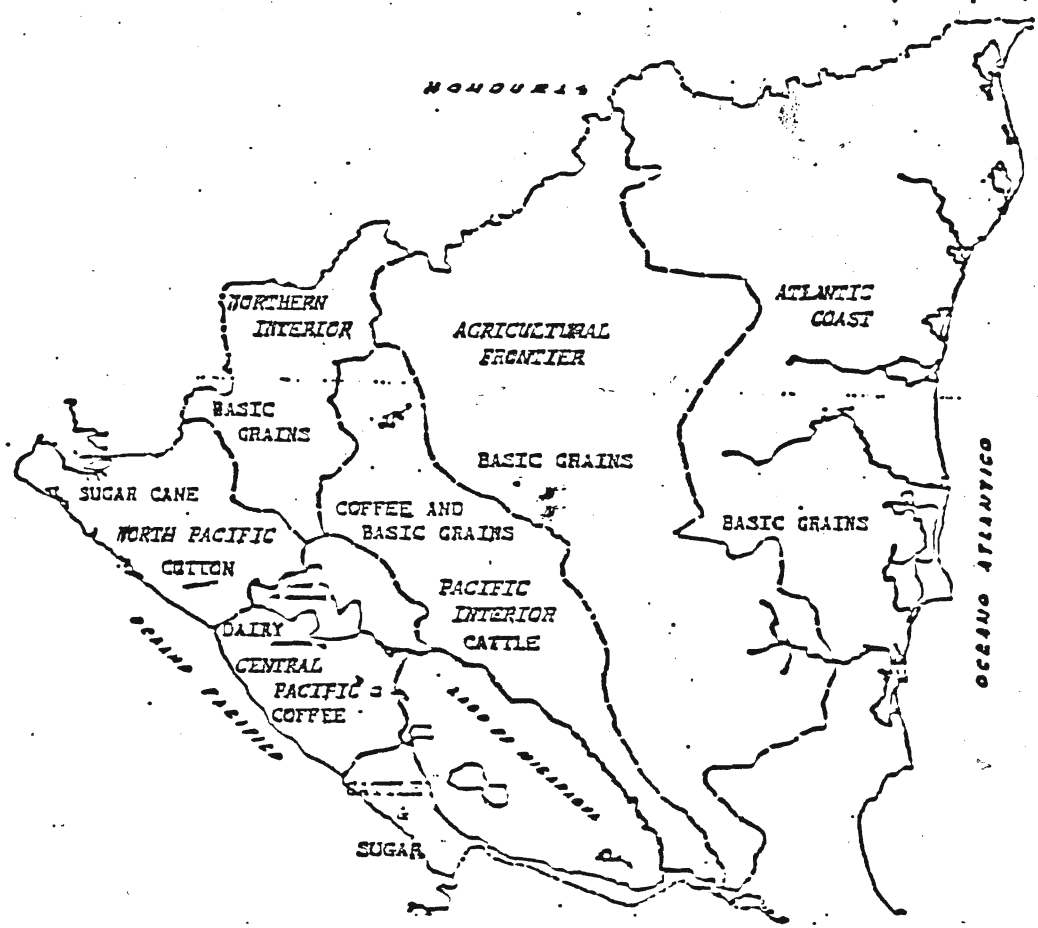 HONDURAS
NORTHERN
INTERIOR
ATLANTIC
COAST
AGRICULTURAL
FRONTIER
BASIC
GRAINS
BASIC GRAINS
SUGAR CANE
COFFEE AND
BASIC GRAINS
BASIC GRAINS
NORTH PACIFIC
COTTON
PACIFIC
INTERIOR
CATTLE
DAIRY
CENTRAL
PACIFIC
COFFEE
OCEANO PACIFICO
LAGO DE NICARAGUA
OCEANO ATLANTICO
SUGAR